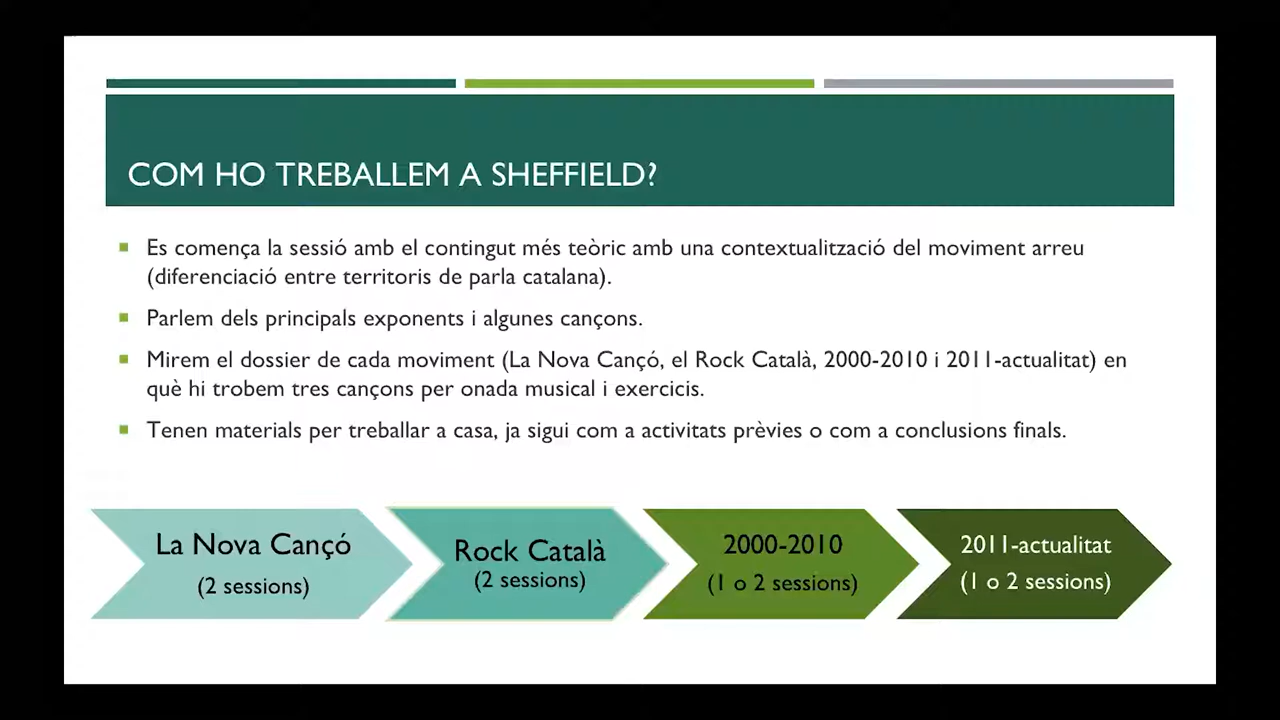 COM HO TREBALLEM A SHEFFIELD?
Es comença la sessió amb el contingut més teòric amb una contextualització del moviment arreu
(diferenciació entre territoris de parla catalana).
Parlem dels principals exponents i algunes cançons.
Mirem el dossier de cada moviment (La Nova Cançó, el Rock Català, 2000-2010 i 2011-actualitat) en
què hi trobem tres cançons per onada musical i exercicis.
Tenen materials per treballar a casa, ja sigui com a activitats prèvies o com a conclusions finals.
La Nova Cançó
(2 sessions)
Rock Català
(2 sessions)
2000-2010
(1 o 2 sessions)
2011-actualitat
(1 o 2 sessions)